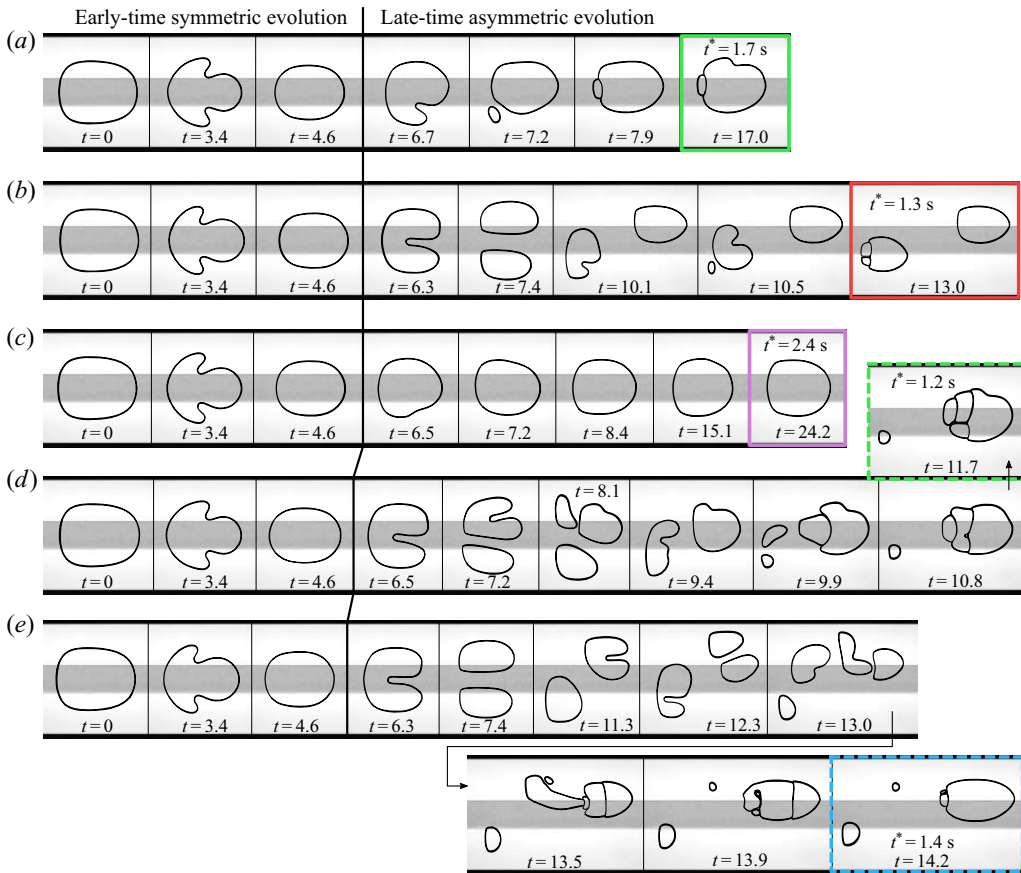 Early-time symmetric evolution Late-time asymmetric evolution
(a)
t* = 1.7 s
t = 0 t = 3.4 t = 4.6 t = 6.7 t = 7.2 t = 7.9 t = 17.0
(b)
t* = 1.3 s
t = 0 t = 3.4 t = 4.6 t = 6.3 t = 7.4 t = 10.1 t = 10.5 t = 13.0
(c)
t* = 2.4 s
t = 0 t = 3.4 t = 4.6 t = 6.5 t = 7.2 t = 8.4 t = 15.1 t = 24.2
t* = 1.2 s
t = 11.7
(d)
t = 8.1
t = 0 t = 3.4 t = 4.6 t = 6.5 t = 7.2 t = 9.4 t = 9.9 t = 10.8
(e)
t = 0 t = 3.4 t = 4.6 t = 6.3 t = 7.4 t = 11.3 t = 12.3 t = 13.0
t* = 1.4 s
t = 13.5 t = 13.9 t = 14.2